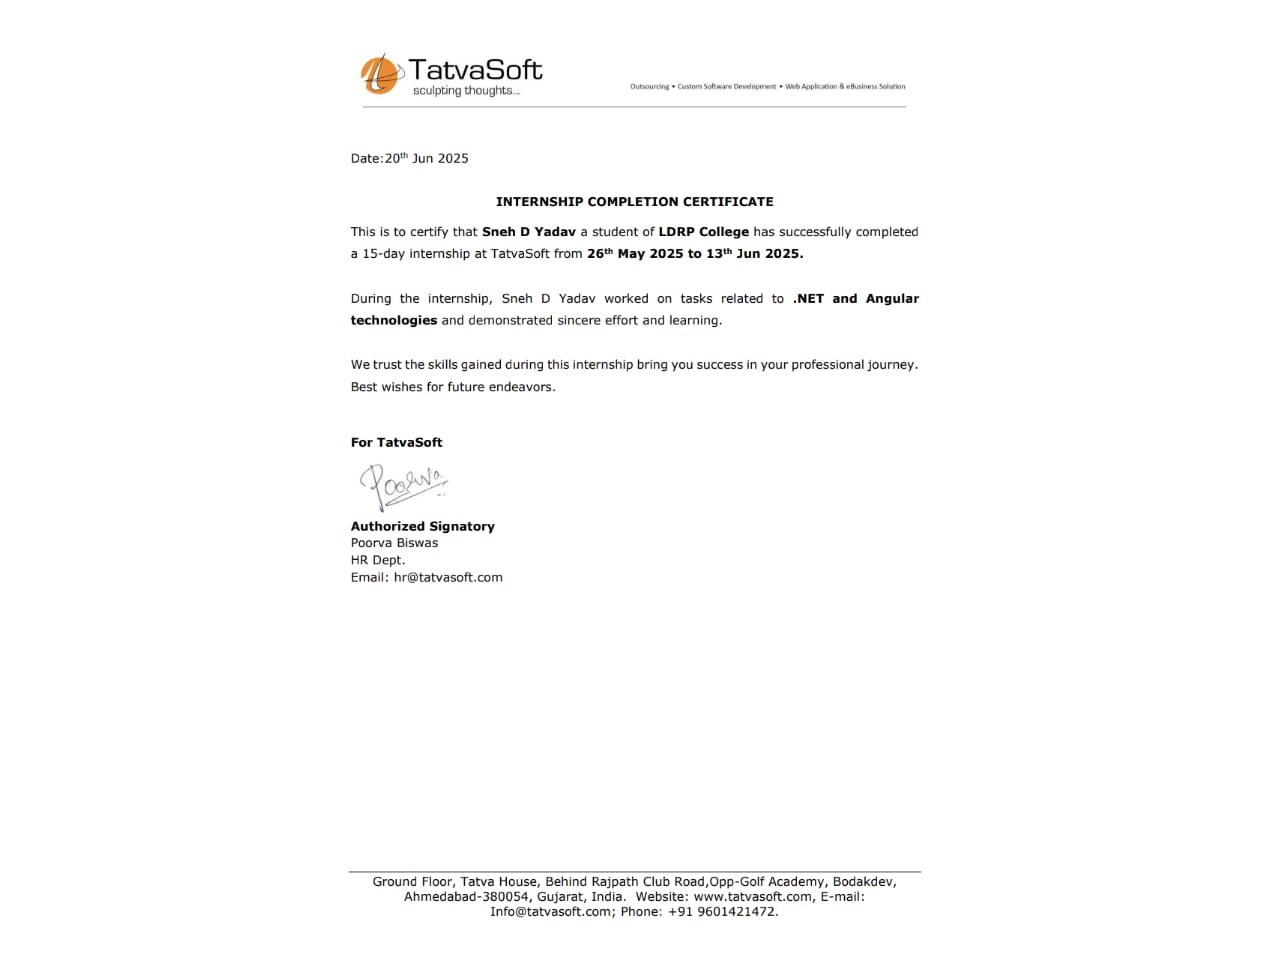 TatvaSoft
sculpting thoughts...
Outsourcing • Custom Software Development • Web Application & eBusiness Solution
Date:20th Jun 2025
INTERNSHIP COMPLETION CERTIFICATE
This is to certify that Sneh D Yadav a student of LDRP College has successfully completed
a 15-day internship at TatvaSoft from 26th May 2025 to 13th Jun 2025.
During the internship, Sneh D Yadav worked on tasks related to .NET and Angular
technologies and demonstrated sincere effort and learning.
We trust the skills gained during this internship bring you success in your professional journey.
Best wishes for future endeavors.
For TatvaSoft
Poorva
Authorized Signatory
Poorva Biswas
HR Dept.
Email: hr@tatvasoft.com
Ground Floor, Tatva House, Behind Rajpath Club Road,Opp-Golf Academy, Bodakdev,
Ahmedabad-380054, Gujarat, India. Website: www.tatvasoft.com, E-mail:
Info@tatvasoft.com; Phone: +91 9601421472.